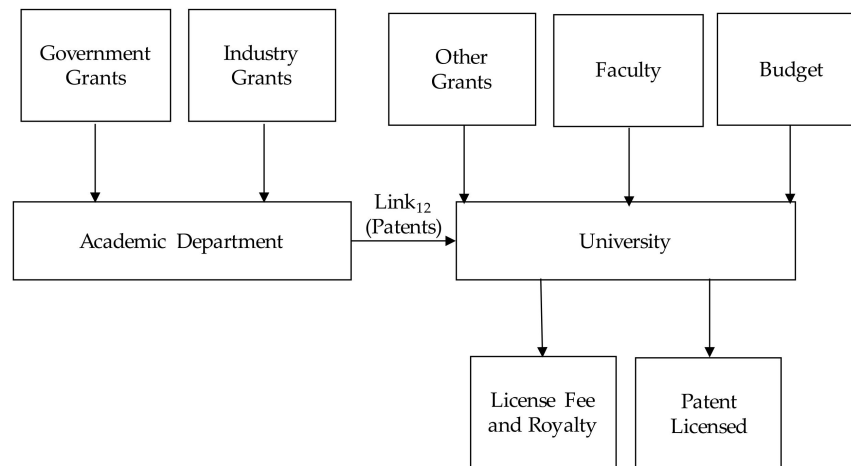 Government
Grants
Industry
Grants
Other
Grants
Faculty
Budget
Academic Department
Link₁₂
(Patents)
University
License Fee
and Royalty
Patent
Licensed